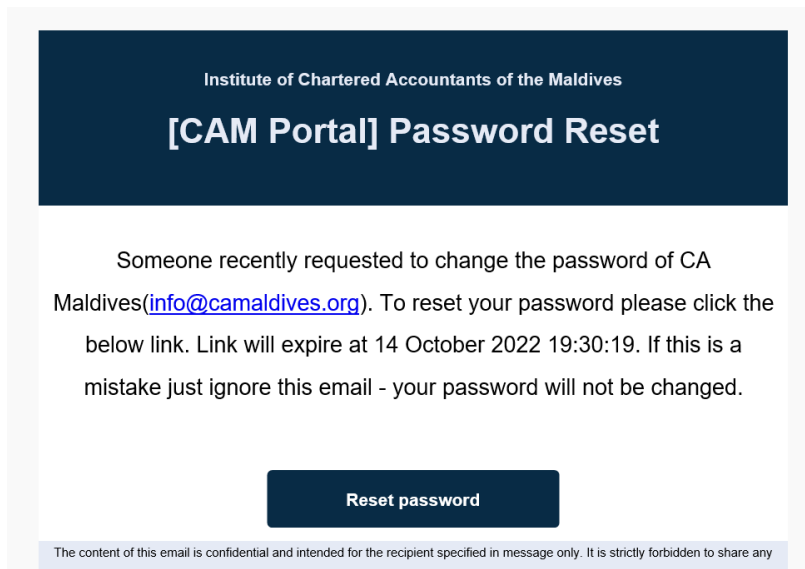 Institute of Chartered Accountants of the Maldives
[CAM Portal] Password Reset
Someone recently requested to change the password of CA
Maldives(info@camaldives.org). To reset your password please click the
below link. Link will expire at 14 October 2022 19:30:19. If this is a
mistake just ignore this email - your password will not be changed.
Reset password
The content of this email is confidential and intended for the recipient specified in message only. It is strictly forbidden to share any